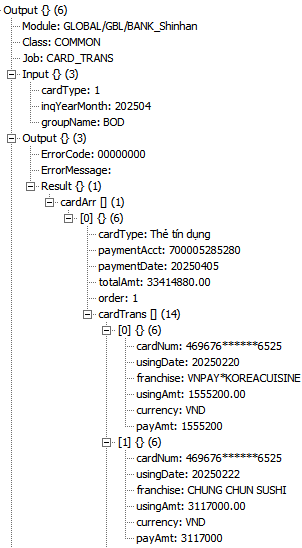 Output {} (6)
Module: GLOBAL/GBL/BANK_Shinhan
Class: COMMON
Job: CARD_TRANS
Input {} (3)
cardType: 1
inqYearMonth: 202504
groupName: BOD
Output {} (3)
ErrorCode: 00000000
ErrorMessage:
Result {} (1)
cardArr [] (1)
[0] {} (6)
cardType: Thẻ tín dụng
paymentAcct: 700005285280
paymentDate: 20250405
totalAmt: 33414880.00
order: 1
cardTrans [] (14)
[0] {} (6)
cardNum: 469676******6525
usingDate: 20250220
franchise: VNPAY*KOREACUISINE
usingAmt: 1555200.00
currency: VND
payAmt: 1555200
[1] {} (6)
cardNum: 469676******6525
usingDate: 20250222
franchise: CHUNG CHUN SUSHI
usingAmt: 3117000.00
currency: VND
payAmt: 3117000